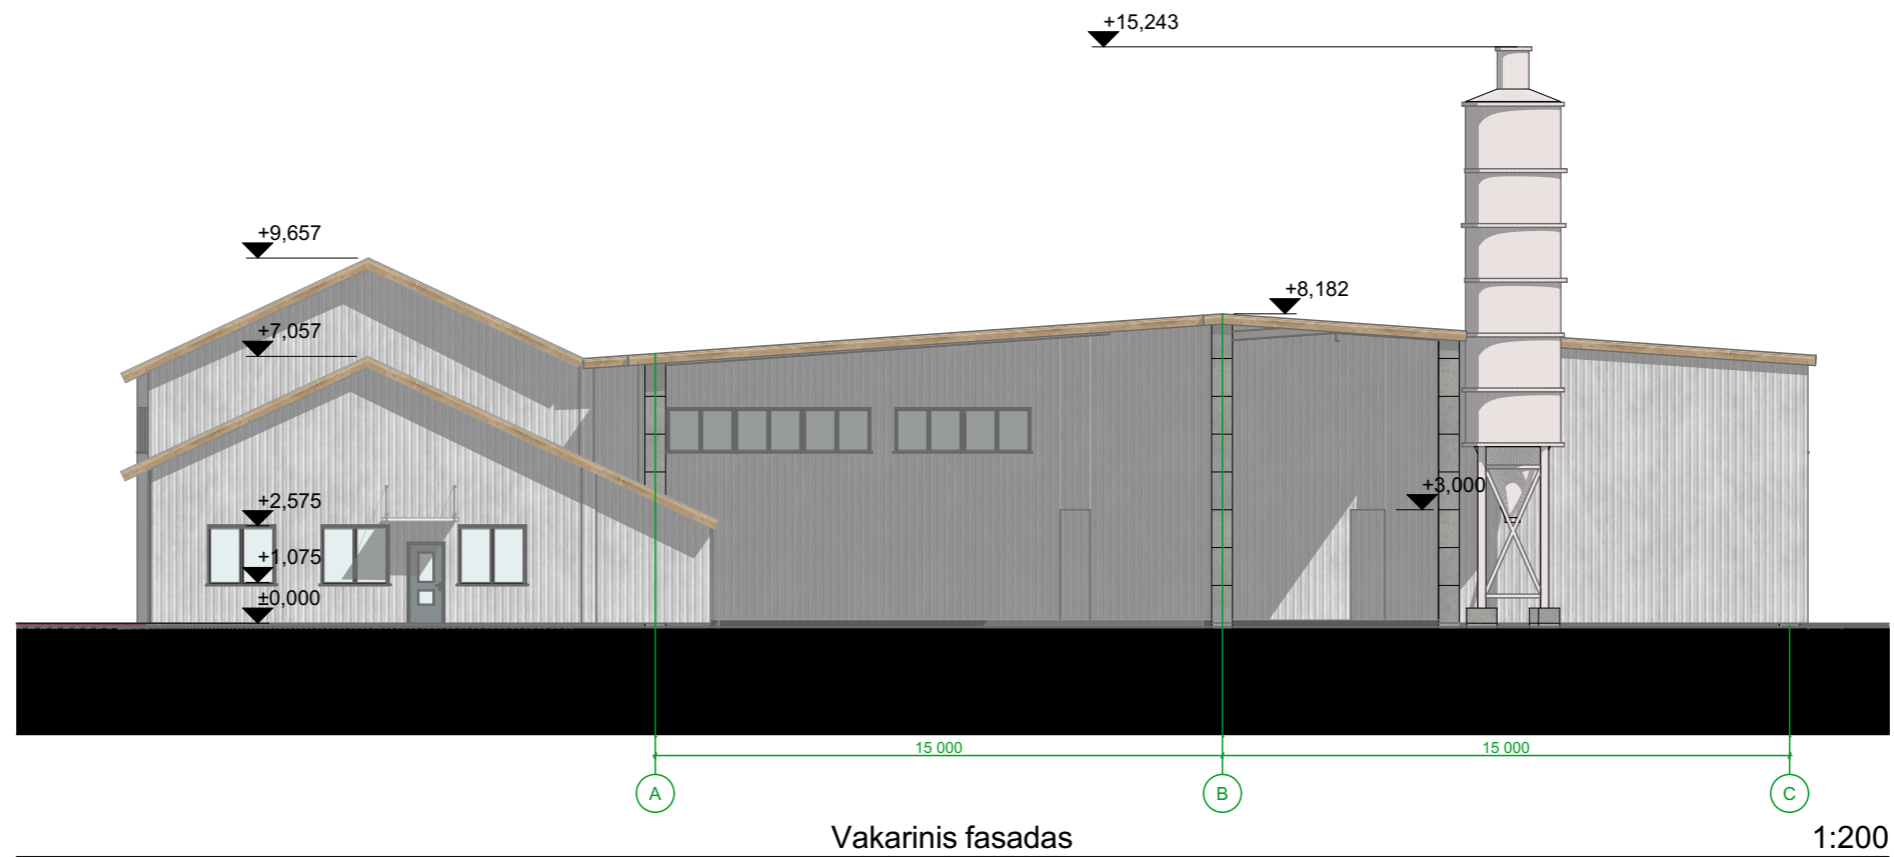 +15,243
+9,657
+8,182
+7,057
+2,575
+3,000
+1,075
±0,000
15 000 15 000
A B C
Vakarinis fasadas 1:200